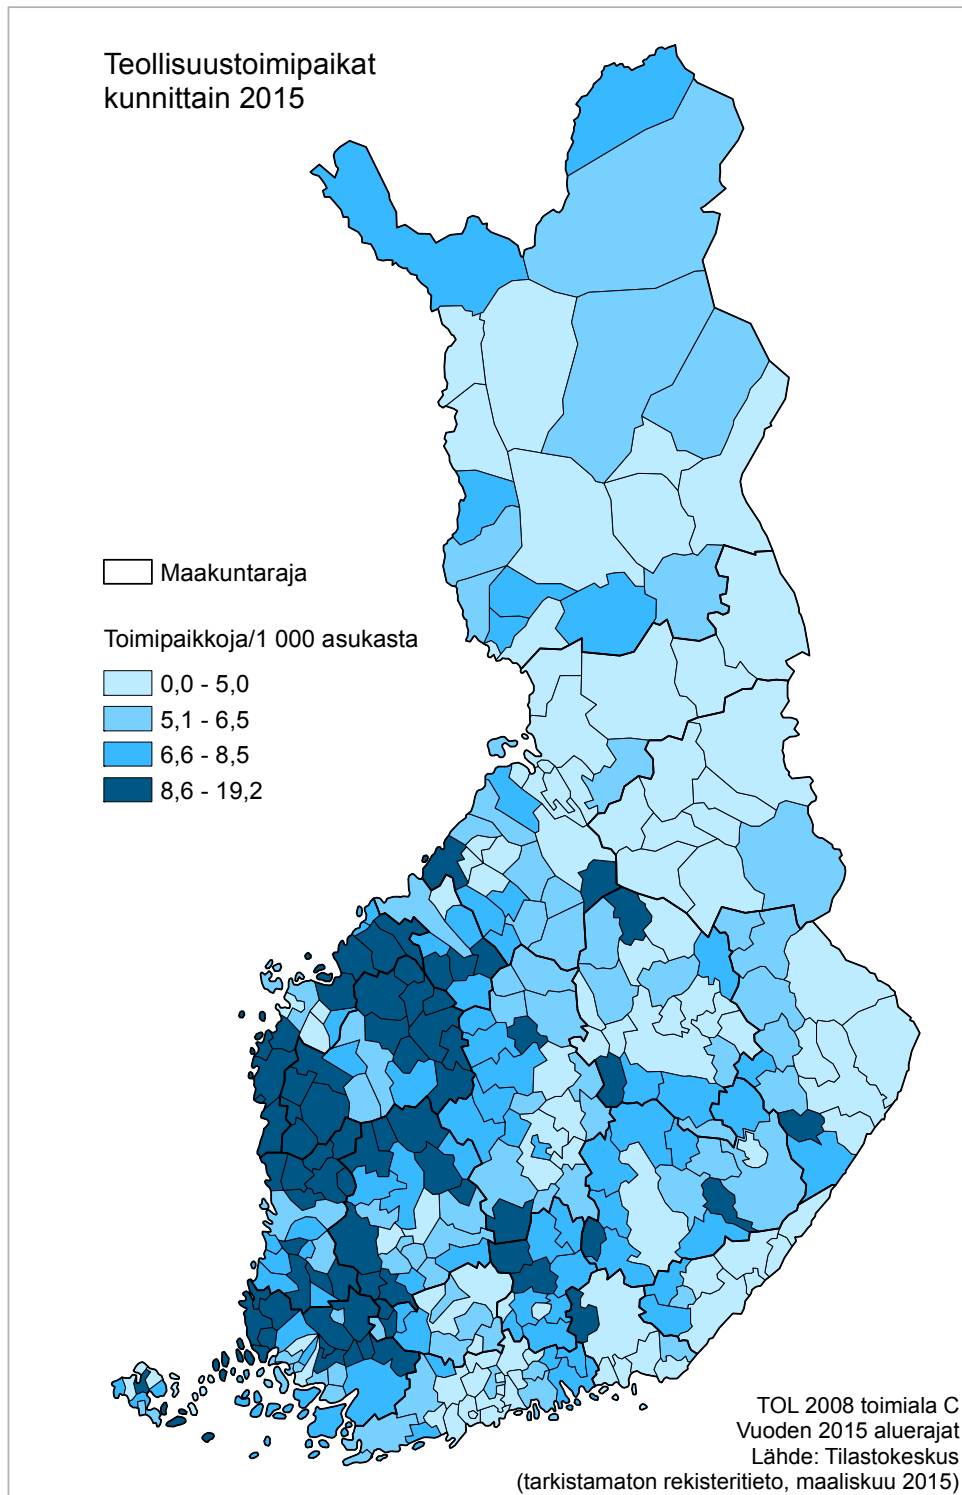 Teollisuustoimipaikat
kunnittain 2015
Maakuntaraja
Toimipaikkoja/1 000 asukasta
0,0 - 5,0
5,1 - 6,5
6,6 - 8,5
8,6 - 19,2
TOL 2008 toimiala C
Vuoden 2015 aluerajat
Lähde: Tilastokeskus
(tarkistamaton rekisteritieto, maaliskuu 2015)